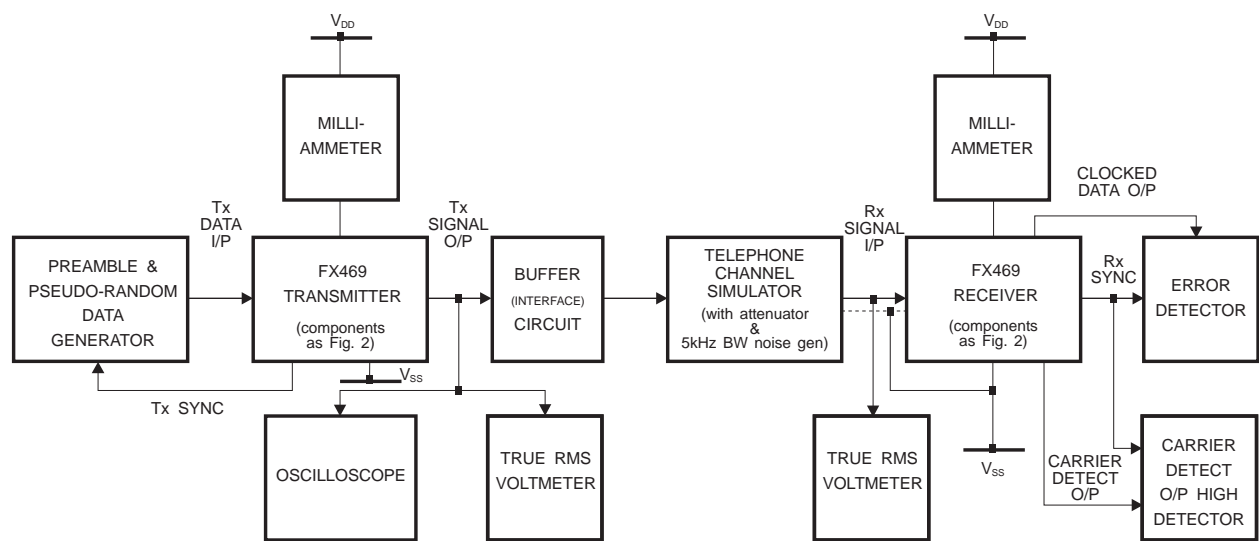 VDD
MILLI-
AMMETER
Tx
DATA
I/P
Tx
SIGNAL
O/P
PREAMBLE &
PSEUDO-RANDOM
DATA
GENERATOR
FX469
TRANSMITTER
(components
as Fig. 2)
BUFFER
(INTERFACE)
CIRCUIT
VSS
Tx SYNC
OSCILLOSCOPE
TRUE RMS
VOLTMETER
VDD
MILLI-
AMMETER
CLOCKED
DATA O/P
Rx
SIGNAL
I/P
TELEPHONE
CHANNEL
SIMULATOR
(with attenuator
&
5kHz BW noise gen)
FX469
RECEIVER
(components
as Fig. 2)
Rx
SYNC
ERROR
DETECTOR
TRUE RMS
VOLTMETER
VSS
CARRIER
DETECT
O/P
CARRIER
DETECT
O/P HIGH
DETECTOR